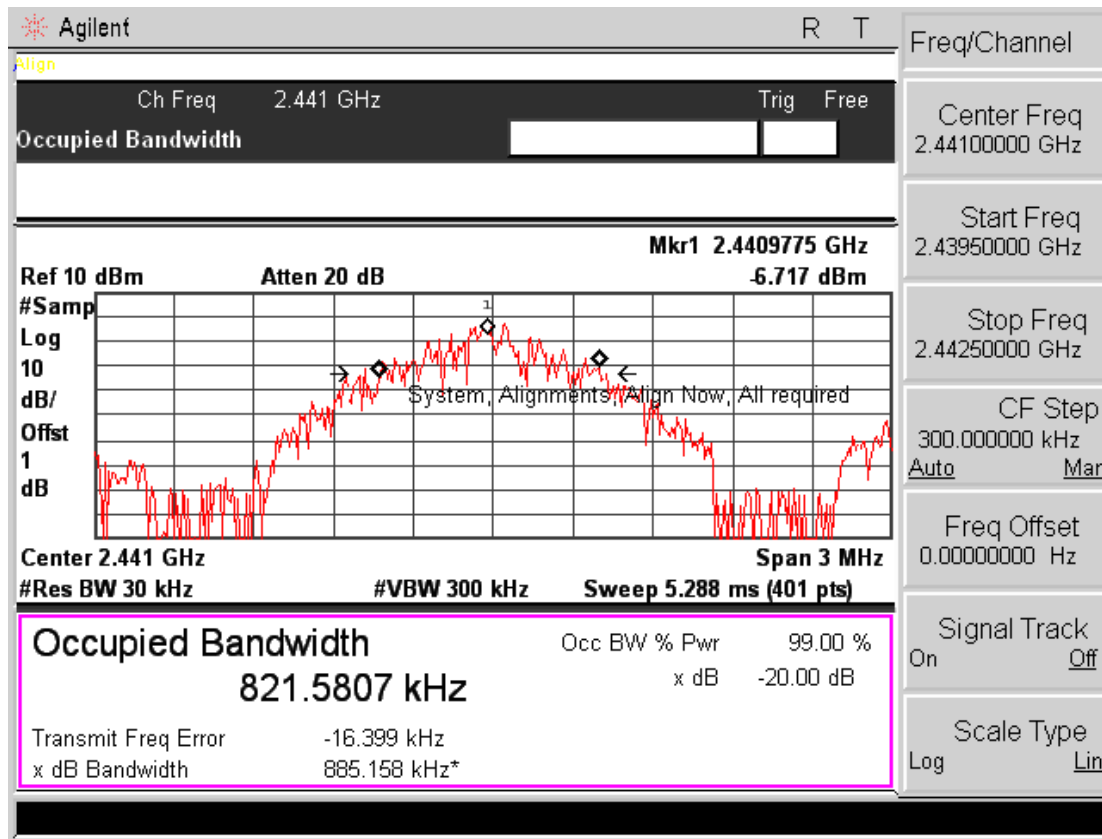 Agilent R T
Align
Ch Freq 2.441 GHz Trig Free
Occupied Bandwidth
Mkr1 2.4409775 GHz
Ref 10 dBm Atten 20 dB -6.717 dBm
#Samp
Log
10
dB/
Offst
1
dB
1
System, Alignments, Align Now, All required
Center 2.441 GHz Span 3 MHz
#Res BW 30 kHz #VBW 300 kHz Sweep 5.288 ms (401 pts)
Occupied Bandwidth
821.5807 kHz
Occ BW % Pwr 99.00 %
x dB -20.00 dB
Transmit Freq Error -16.399 kHz
x dB Bandwidth 885.158 kHz*
Freq/Channel
Center Freq
2.44100000 GHz
Start Freq
2.43950000 GHz
Stop Freq
2.44250000 GHz
CF Step
300.000000 kHz
Auto Man
Freq Offset
0.00000000 Hz
Signal Track
On Off
Scale Type
Log Lin